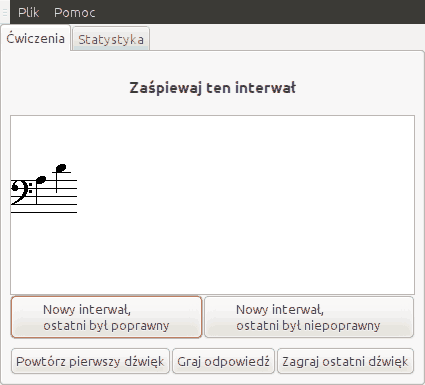 Plik Pomoc
Ćwiczenia Statystyka
Zaśpiewaj ten interwał
Nowy interwał, Nowy interwał,
ostatni był poprawny ostatni był niepoprawny
Powtórz pierwszy dźwięk Graj odpowiedź Zagraj ostatni dźwięk